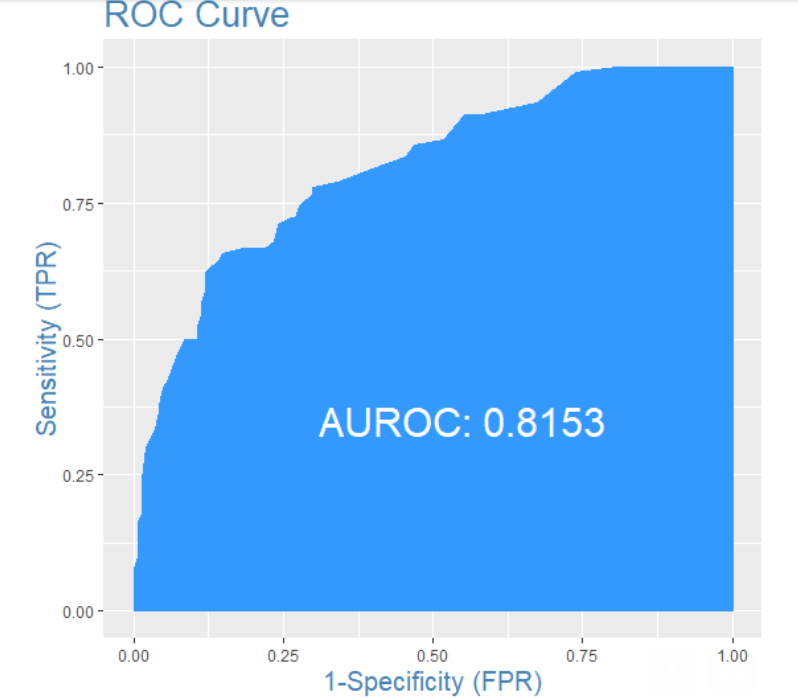 ROC Curve
1.00
0.75
0.50
0.25
0.00
Sensitivity (TPR)
AUROC: 0.8153
0.00 0.25 0.50 0.75 1.00
1-Specificity (FPR)